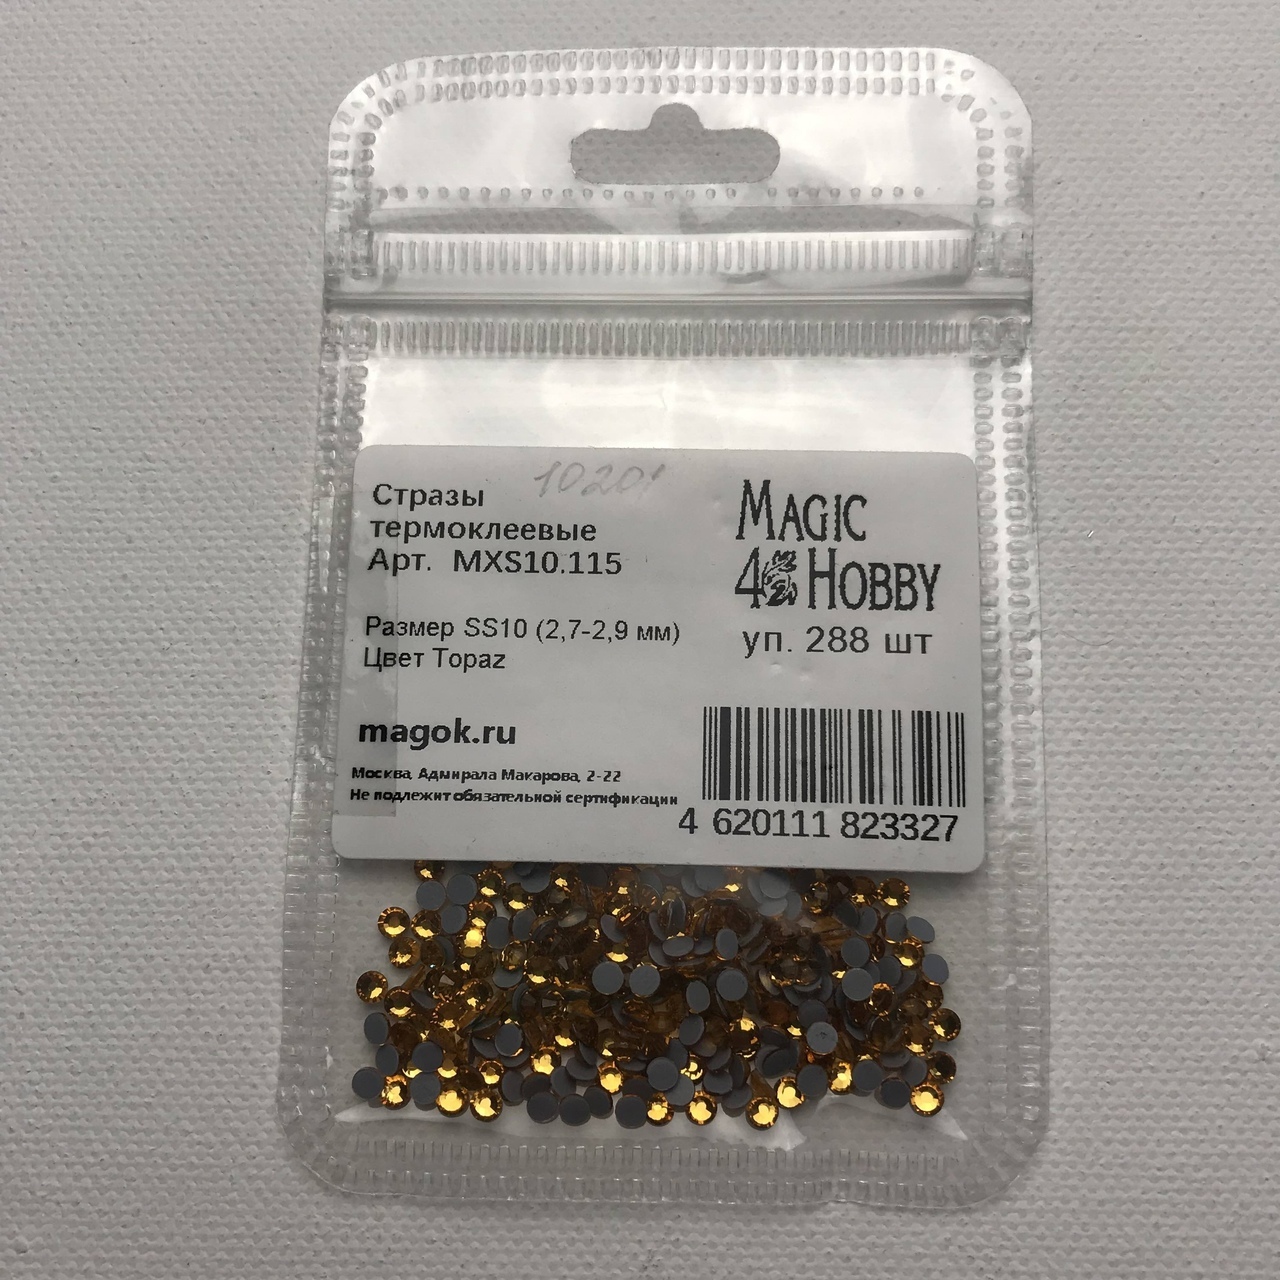 10201
Стразы
термоклеевые
Арт. MXS10.115
MAGIC
4 HOBBY
уп. 288 шт
Размер SS10 (2,7-2,9 мм)
Цвет Topaz
magok.ru
Москва, Адмирала Макарова, 2-22
Не подлежит обязательной сертификации
4 620111 823327